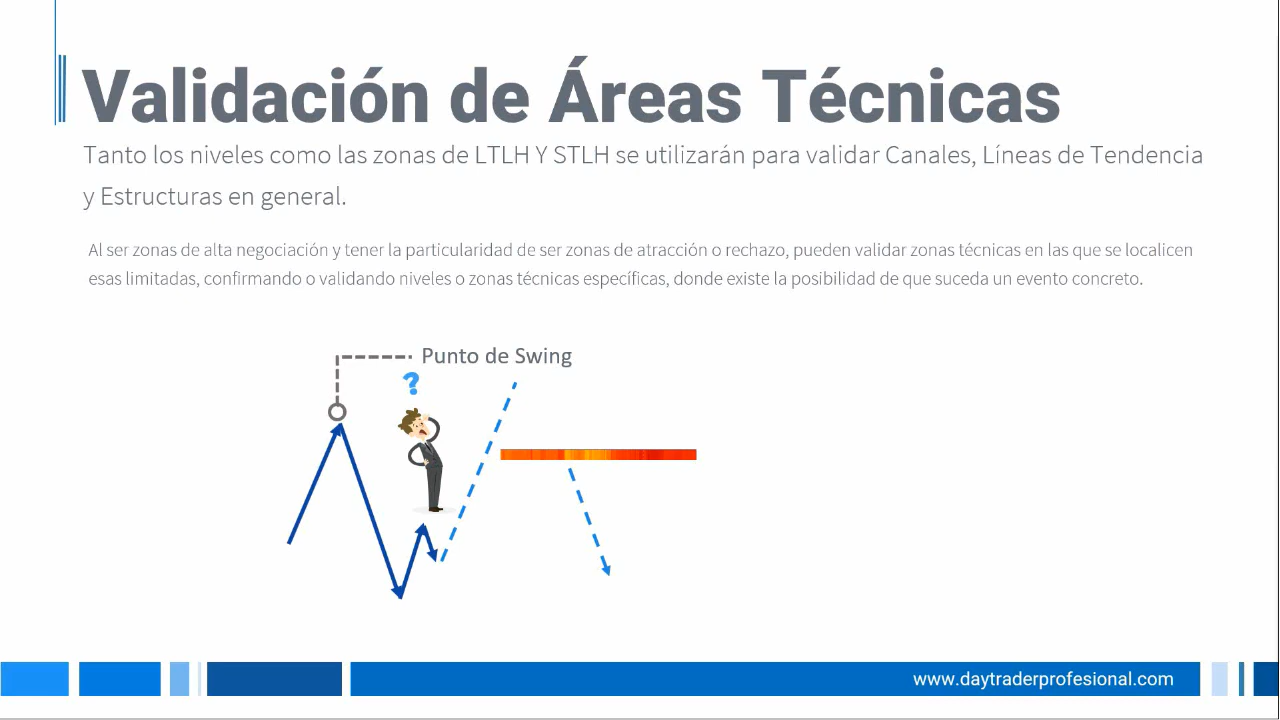 Validación de Áreas Técnicas
Tanto los niveles como las zonas de LTLH Y STLH se utilizarán para validar Canales, Líneas de Tendencia
y Estructuras en general.
Al ser zonas de alta negociación y tener la particularidad de ser zonas de atracción o rechazo, pueden validar zonas técnicas en las que se localicen
esas limitadas, confirmando o validando niveles o zonas técnicas específicas, donde existe la posibilidad de que suceda un evento concreto.
Punto de Swing
?
www.daytraderprofesional.com